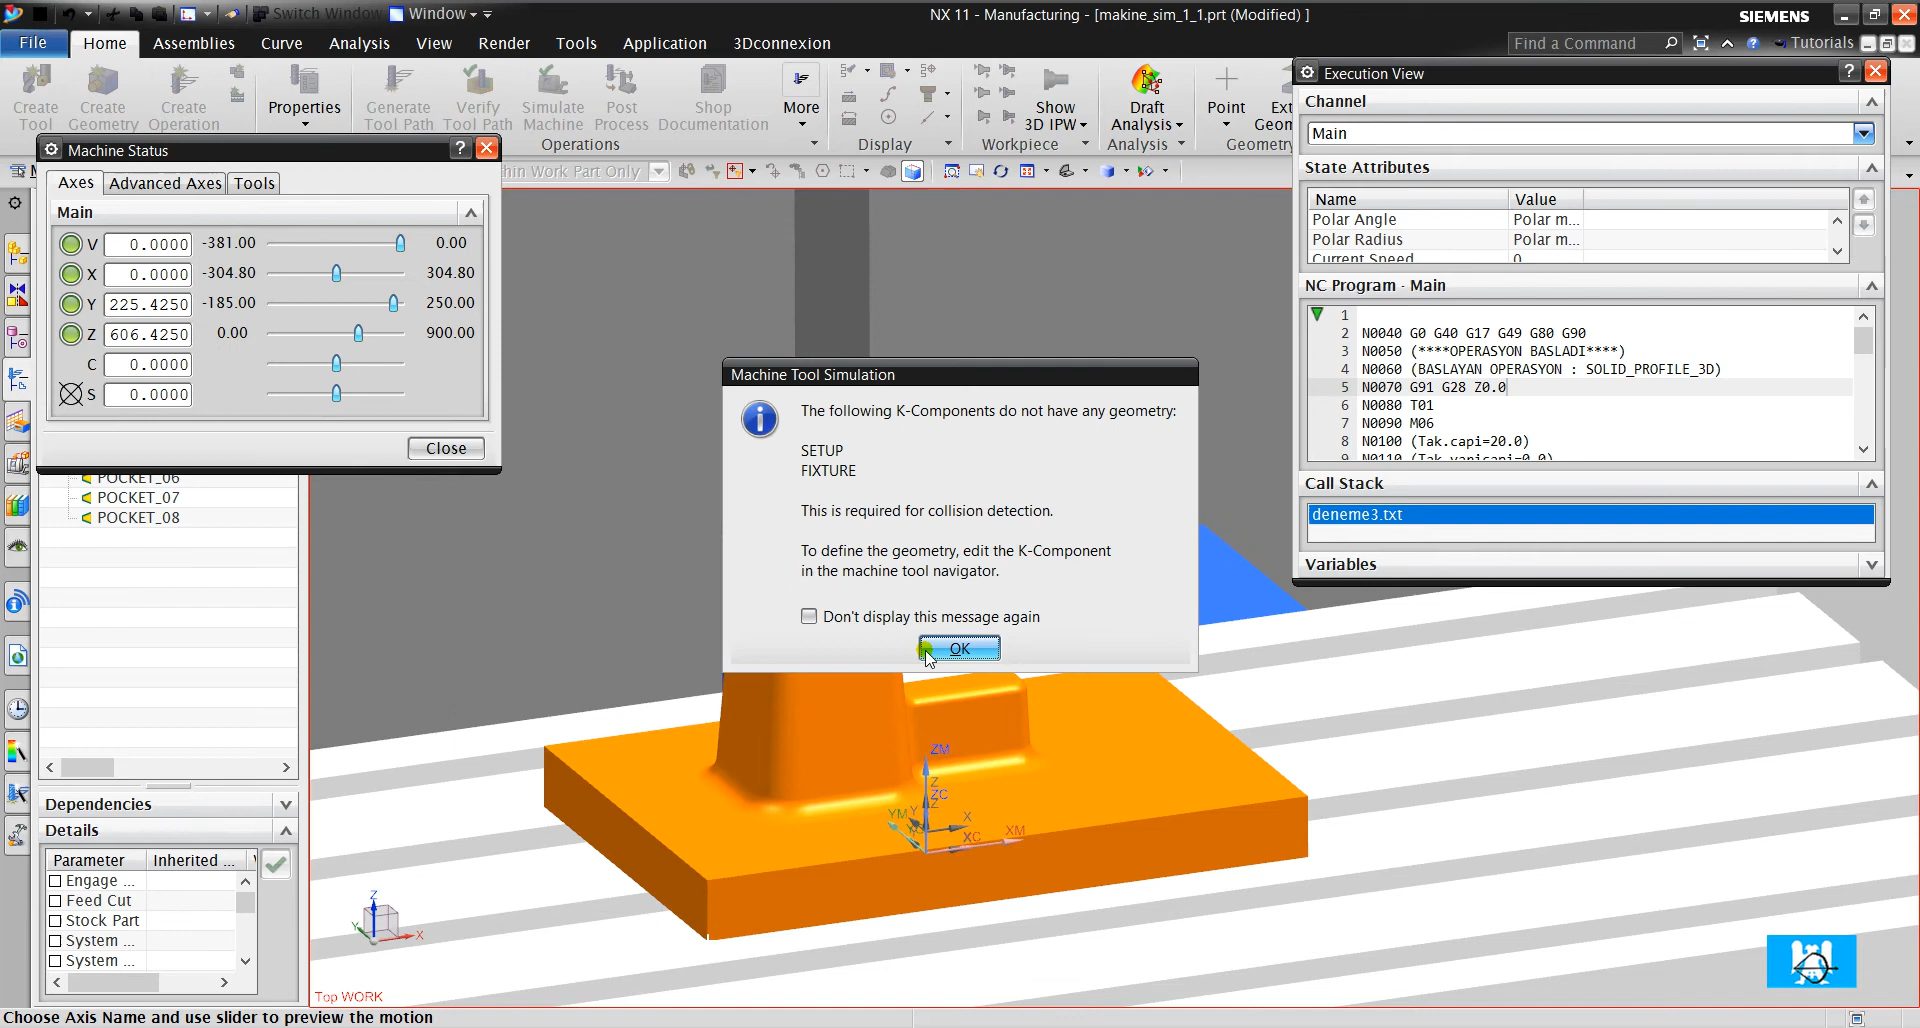 Switch Window
Window
NX 11 - Manufacturing - [makine_sim_1_1.prt (Modified) ]
SIEMENS
File
Home
Assemblies
Curve
Analysis
View
Render
Tools
Application
3Dconnexion
Find a Command
Tutorials
Create Tool
Create Geometry
Create Operation
Properties
Generate Tool Path
Verify Tool Path
Simulate Machine
Post Process
Shop Documentation
More
Show 3D IPW
Draft Analysis
Point
Operations
Display
Workpiece
Analysis
Geometry
hin Work Part Only
Machine Status
Axes
Advanced Axes
Tools
Main
V 0.0000 -381.00 0.00
X 0.0000 -304.80 304.80
Y 225.4250 -185.00 250.00
Z 606.4250 0.00 900.00
C 0.0000
S 0.0000
Close
POCKET_06
POCKET_07
POCKET_08
Dependencies
Details
Parameter Inherited ...
Engage ...
Feed Cut
Stock Part
System ...
System ...
Machine Tool Simulation
The following K-Components do not have any geometry:
SETUP
FIXTURE
This is required for collision detection.
To define the geometry, edit the K-Component
in the machine tool navigator.
Don't display this message again
OK
Execution View
Channel
Main
State Attributes
Name Value
Polar Angle Polar m...
Polar Radius Polar m...
Current Speed 0
NC Program - Main
1
2 N0040 G0 G40 G17 G49 G80 G90
3 N0050 (****OPERASYON BASLADI****)
4 N0060 (BASLAYAN OPERASYON : SOLID_PROFILE_3D)
5 N0070 G91 G28 Z0.0
6 N0080 T01
7 N0090 M06
8 N0100 (Tak.capi=20.0)
9 N0110 (Tak.yanicapi=0.0)
Call Stack
deneme3.txt
Variables
ZM
Z
ZC
Z
YM
Y
X
XC
XM
Z
Y
X
Top WORK
Choose Axis Name and use slider to preview the motion